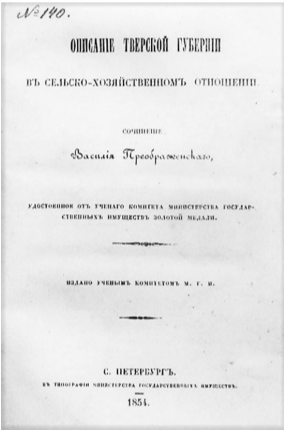 № 140.
ОПИСАНІЕ ТВЕРСКОЙ ГУБЕРНІИ
ВЪ СЕЛЬСКО-ХОЗЯЙСТВЕННОМЪ ОТНОШЕНІИ.
СОЧИНЕНІЕ
Василія Преображенскаго,
УДОСТОЕННОЕ ОТЪ УЧЕНАГО КОМИТЕТА МИНИСТЕРСТВА ГОСУДАР-
СТВЕННЫХЪ ИМУЩЕСТВЪ ЗОЛОТОЙ МЕДАЛИ.
ИЗДАНО УЧЕНЫМЪ КОМИТЕТОМЪ М. Г. И.
С. ПЕТЕРБУРГЪ.
ВЪ ТИПОГРАФІИ МИНИСТЕРСТВА ГОСУДАРСТВЕННЫХЪ ИМУЩЕСТВЪ.
1854.